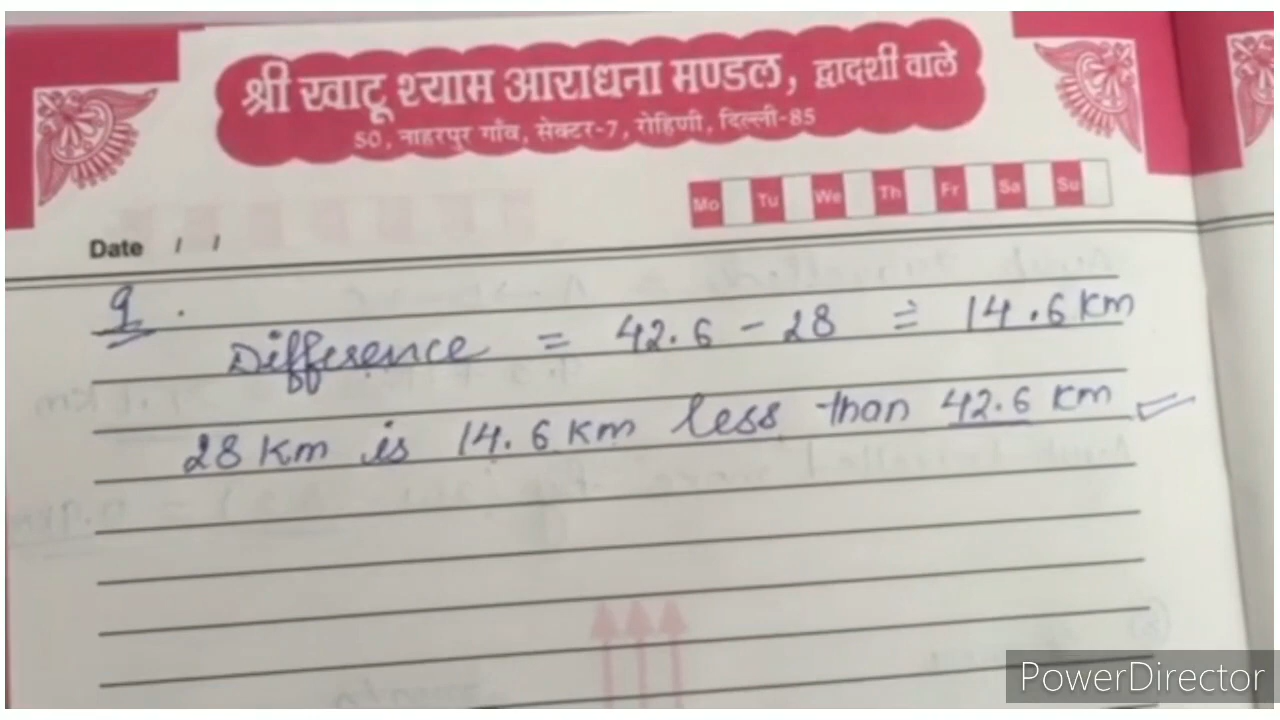 श्री खाटू श्याम आराधना मण्डल, द्वादशी वाले
50, नाहरपुर गाँव, सेक्टर-7, रोहिणी, दिल्ली-85
Mo Tu We Th Fr Sa Su
Date / /
9.
Difference = 42.6 - 28 = 14.6 km
28 km is 14.6 km less than 42.6 km
PowerDirector